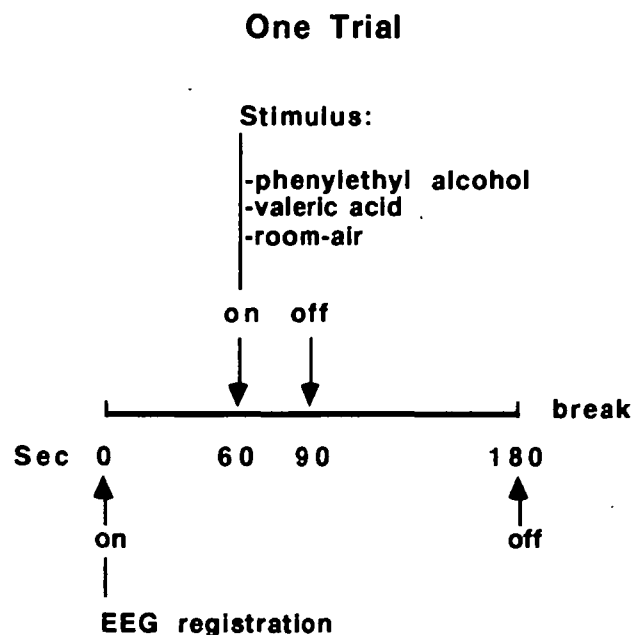 One Trial
Stimulus:
-phenylethyl alcohol
-valeric acid
-room-air
on off
break
Sec 0 60 90 180
on off
EEG registration